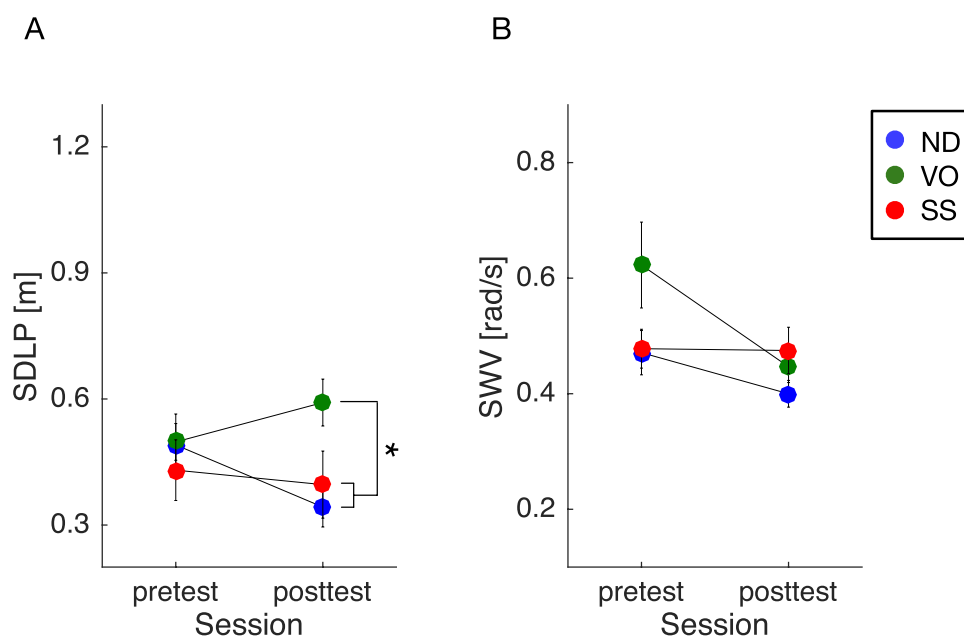 A
1.2
0.9
0.6
0.3
SDLP [m]
*
pretest posttest
Session
B
0.8
0.6
0.4
0.2
SWV [rad/s]
pretest posttest
Session
ND
VO
SS